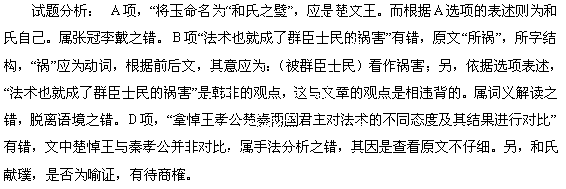 试题分析： A项，“将玉命名为“和氏之璧”，应是楚文王。而根据A选项的表述则为和
氏自己。属张冠李戴之错。B项“法术也就成了群臣士民的祸害”有错，原文“所祸”，所字结
构，“祸”应为动词，根据前后文，其意应为：（被群臣士民）看作祸害；另，依据选项表述，
“法术也就成了群臣士民的祸害”是韩非的观点，这与文章的观点是相违背的。属词义解读之
错，脱离语境之错。D项，“拿悼王孝公楚秦两国君主对法术的不同态度及其结果进行对比”
有错，文中楚悼王与秦孝公并非对比，属手法分析之错，其因是查看原文不仔细。另，和氏
献璞，是否为喻证，有待商榷。